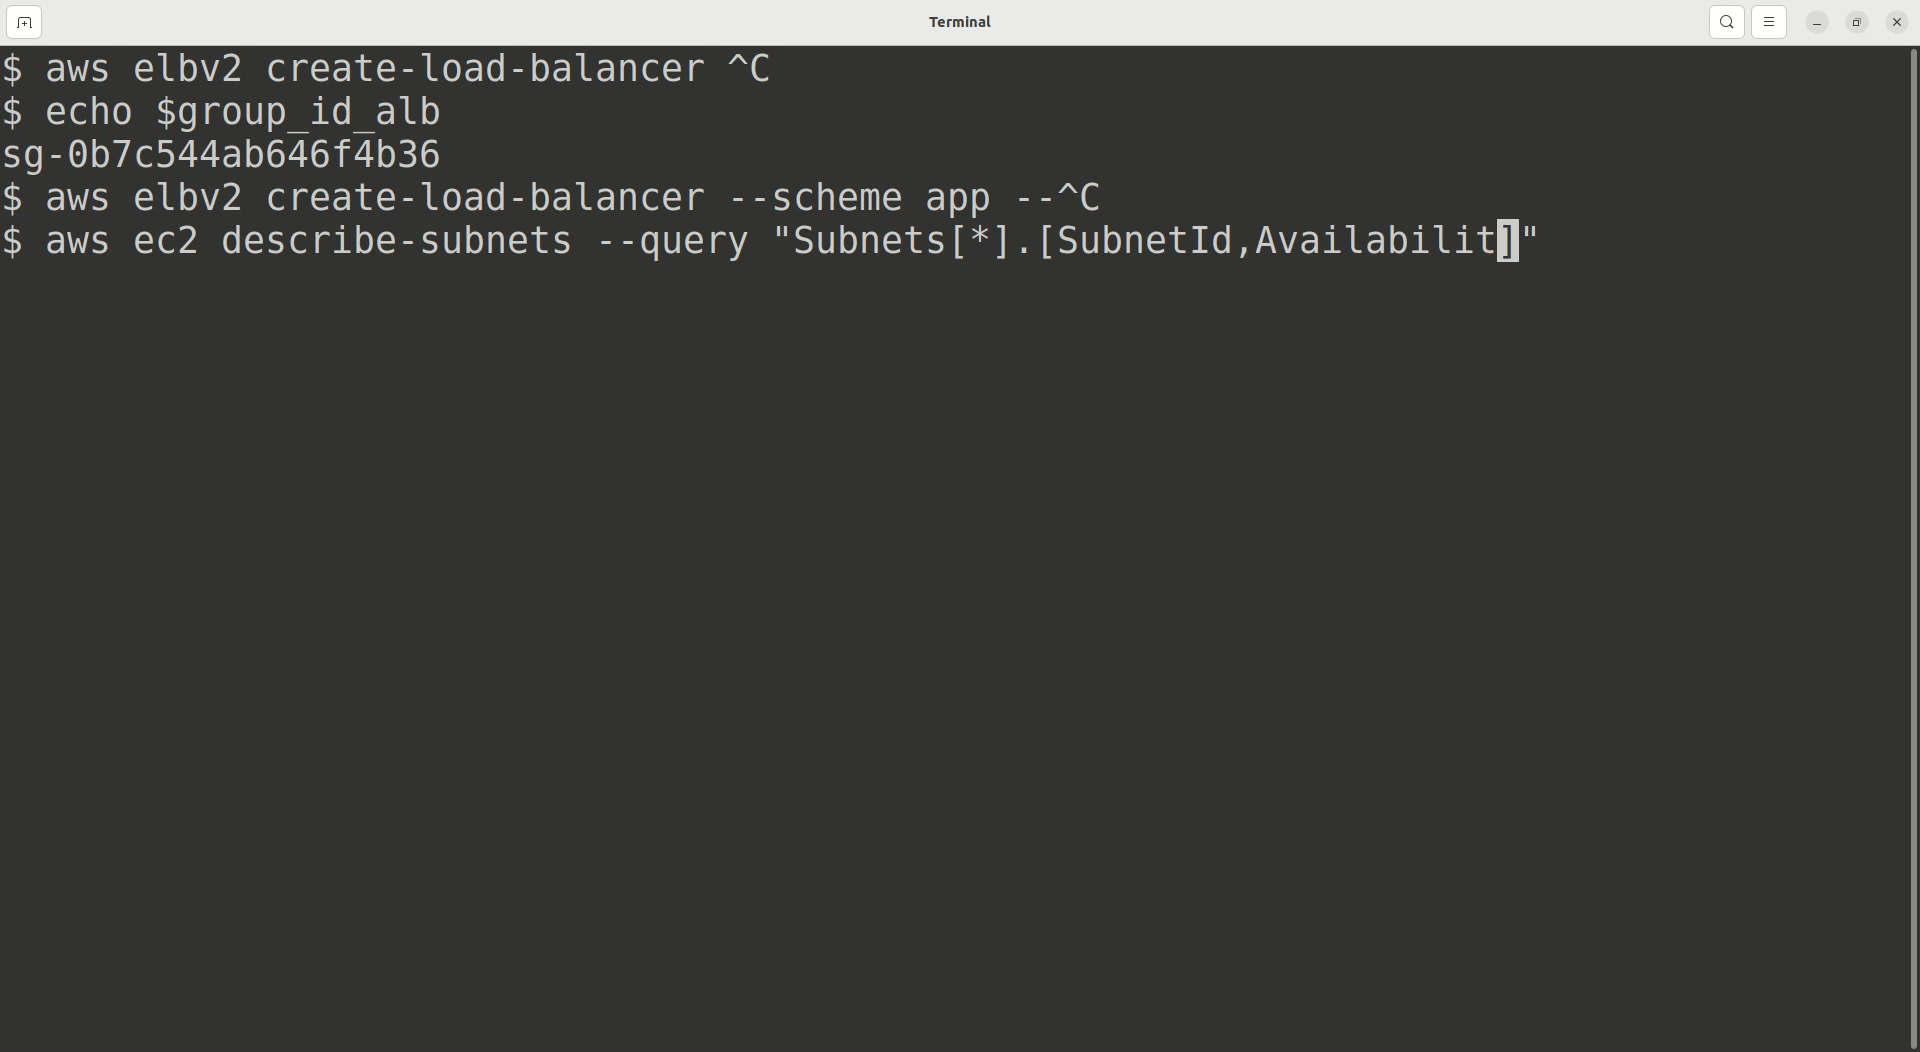 Terminal
$ aws elbv2 create-load-balancer ^C
$ echo $group_id_alb
sg-0b7c544ab646f4b36
$ aws elbv2 create-load-balancer --scheme app --^C
$ aws ec2 describe-subnets --query "Subnets[*].[SubnetId,Availabilit]"